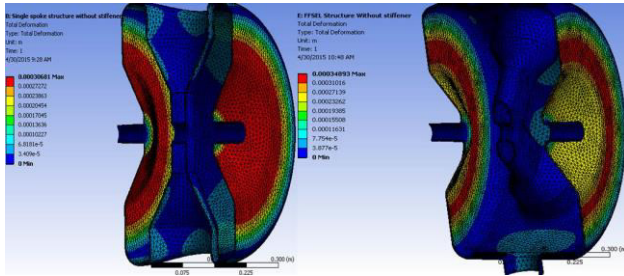 D: Single spoke structure without stiffener
Total Deformation
Type: Total Deformation
Unit: m
Time: 1
4/30/2015 9:28 AM
0.00030681 Max
0.00027272
0.00023863
0.00020454
0.00017045
0.00013636
0.00010227
6.8181e-5
3.409e-5
0 Min
0.300 (m)
0.075
0.225
E: FFSEL Structure Without stiffener
Total Deformation
Type: Total Deformation
Unit: m
Time: 1
4/30/2015 10:40 AM
0.00034893 Max
0.00031016
0.00027139
0.00023262
0.00019385
0.00015508
0.00011631
7.754e-5
3.877e-5
0 Min
0.300 (m)
0.225